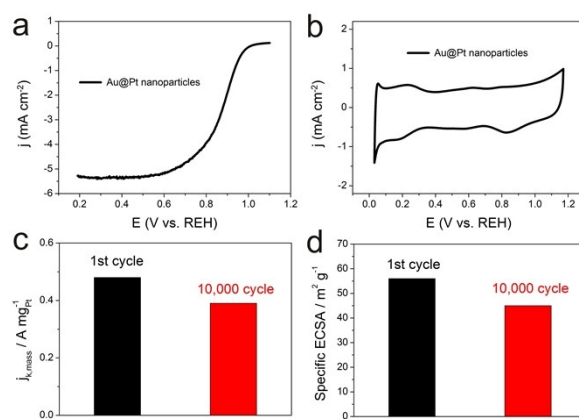 a
0
-1
-2
-3
-4
-5
-6
j (mA cm-2)
Au@Pt nanoparticles
0.2 0.4 0.6 0.8 1.0 1.2
E (V vs. REH)
b
2
1
0
-1
-2
j (mA cm-2)
Au@Pt nanoparticles
0.0 0.2 0.4 0.6 0.8 1.0 1.2
E (V vs. REH)
c
0.6
0.4
0.2
0.0
jk,mass / A mg-1Pt
1st cycle
10,000 cycle
d
70
60
50
40
30
20
10
0
Specific ECSA / m2 g-1
1st cycle
10,000 cycle